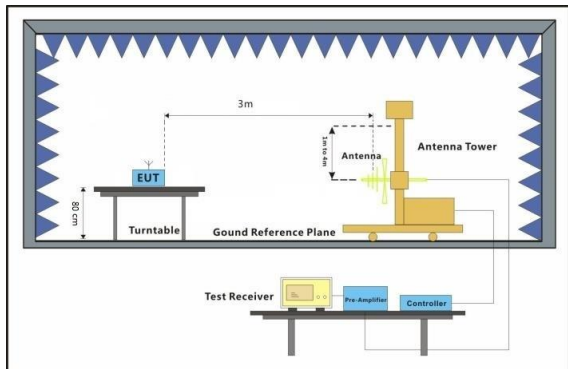 3m
1m to 4m
Antenna
Antenna Tower
EUT
80 cm
Turntable
Gound Reference Plane
Test Receiver
Pre-Amplifier
Controller